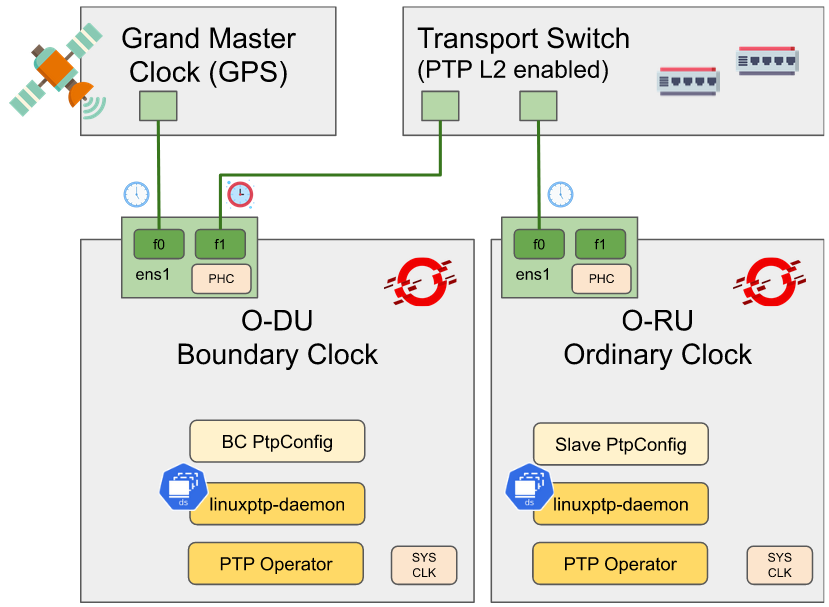 Grand Master
Clock (GPS)
Transport Switch
(PTP L2 enabled)
f0
f1
ens1
PHC
f0
f1
ens1
PHC
O-DU
Boundary Clock
O-RU
Ordinary Clock
BC PtpConfig
ds
linuxptp-daemon
PTP Operator
SYS
CLK
Slave PtpConfig
ds
linuxptp-daemon
PTP Operator
SYS
CLK